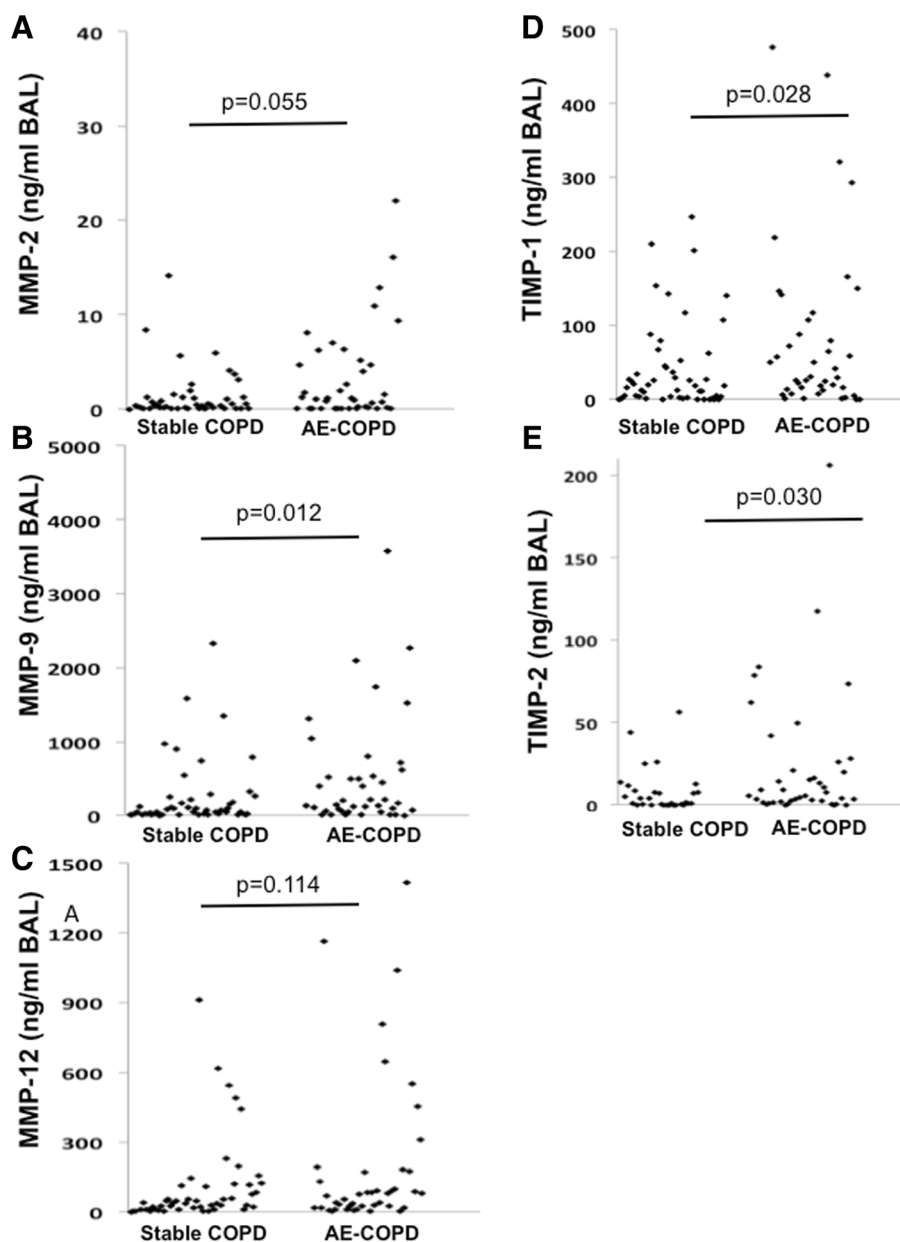 A
MMP-2 (ng/ml BAL)
40
30
20
10
0
p=0.055
Stable COPD
AE-COPD
B
MMP-9 (ng/ml BAL)
5000
4000
3000
2000
1000
0
p=0.012
Stable COPD
AE-COPD
C
MMP-12 (ng/ml BAL)
A
1500
1200
900
600
300
0
p=0.114
Stable COPD
AE-COPD
D
TIMP-1 (ng/ml BAL)
500
400
300
200
100
0
p=0.028
Stable COPD
AE-COPD
E
TIMP-2 (ng/ml BAL)
200
150
100
50
0
p=0.030
Stable COPD
AE-COPD